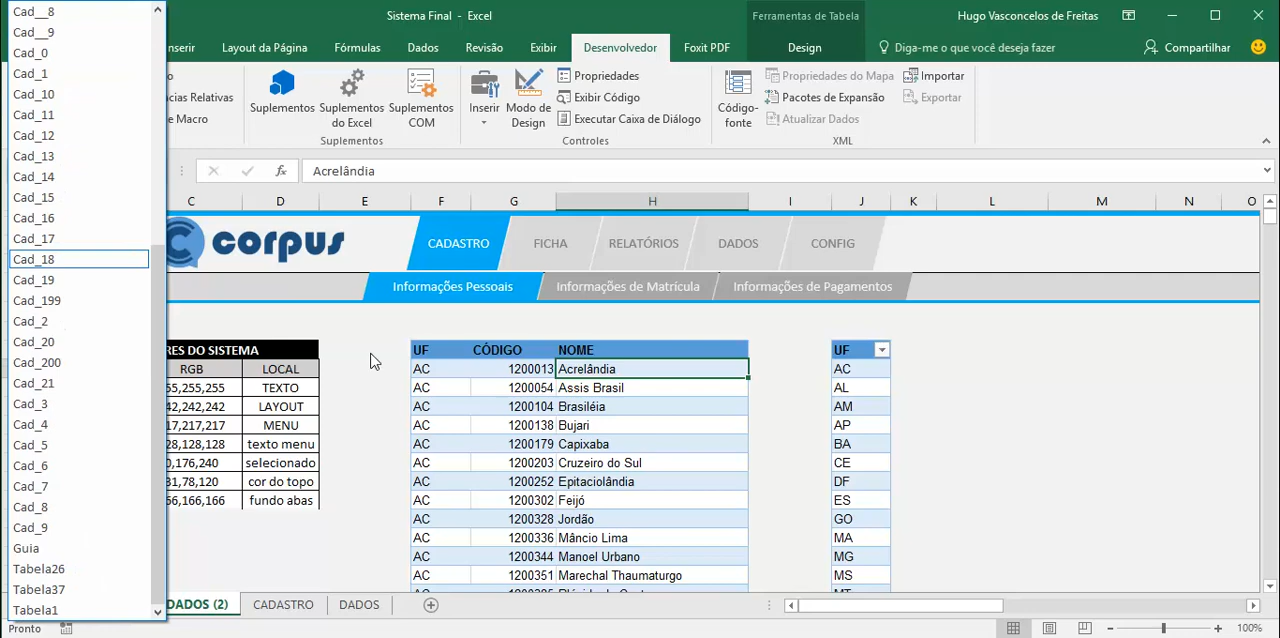 Sistema Final - Excel
Ferramentas de Tabela
Hugo Vasconcelos de Freitas
nserir
Layout da Página
Fórmulas
Dados
Revisão
Exibir
Desenvolvedor
Foxit PDF
Design
Diga-me o que você deseja fazer
Compartilhar
o
cias Relativas
e Macro
Suplementos
Suplementos do Excel
Suplementos COM
Suplementos
Inserir
Modo de Design
Propriedades
Exibir Código
Executar Caixa de Diálogo
Controles
Código-fonte
Propriedades do Mapa
Pacotes de Expansão
Atualizar Dados
Importar
Exportar
XML
Acrelândia
C D E F G H I J K L M N O
Cad__8
Cad__9
Cad_0
Cad_1
Cad_10
Cad_11
Cad_12
Cad_13
Cad_14
Cad_15
Cad_16
Cad_17
Cad_18
Cad_19
Cad_199
Cad_2
Cad_20
Cad_200
Cad_21
Cad_3
Cad_4
Cad_5
Cad_6
Cad_7
Cad_8
Cad_9
Guia
Tabela26
Tabela37
Tabela1
corpus
CADASTRO
FICHA
RELATÓRIOS
DADOS
CONFIG
Informações Pessoais
Informações de Matrícula
Informações de Pagamentos
RES DO SISTEMA
RGB LOCAL
55,255,255 TEXTO
42,242,242 LAYOUT
217,217,217 MENU
28,128,128 texto menu
0,176,240 selecionado
31,78,120 cor do topo
66,166,166 fundo abas
UF CÓDIGO NOME
AC 1200013 Acrelândia
AC 1200054 Assis Brasil
AC 1200104 Brasiléia
AC 1200138 Bujari
AC 1200179 Capixaba
AC 1200203 Cruzeiro do Sul
AC 1200252 Epitaciolândia
AC 1200302 Feijó
AC 1200328 Jordão
AC 1200336 Mâncio Lima
AC 1200344 Manoel Urbano
AC 1200351 Marechal Thaumaturgo
UF
AC
AL
AM
AP
BA
CE
DF
ES
GO
MA
MG
MS
DADOS (2)
CADASTRO
DADOS
Pronto
100%